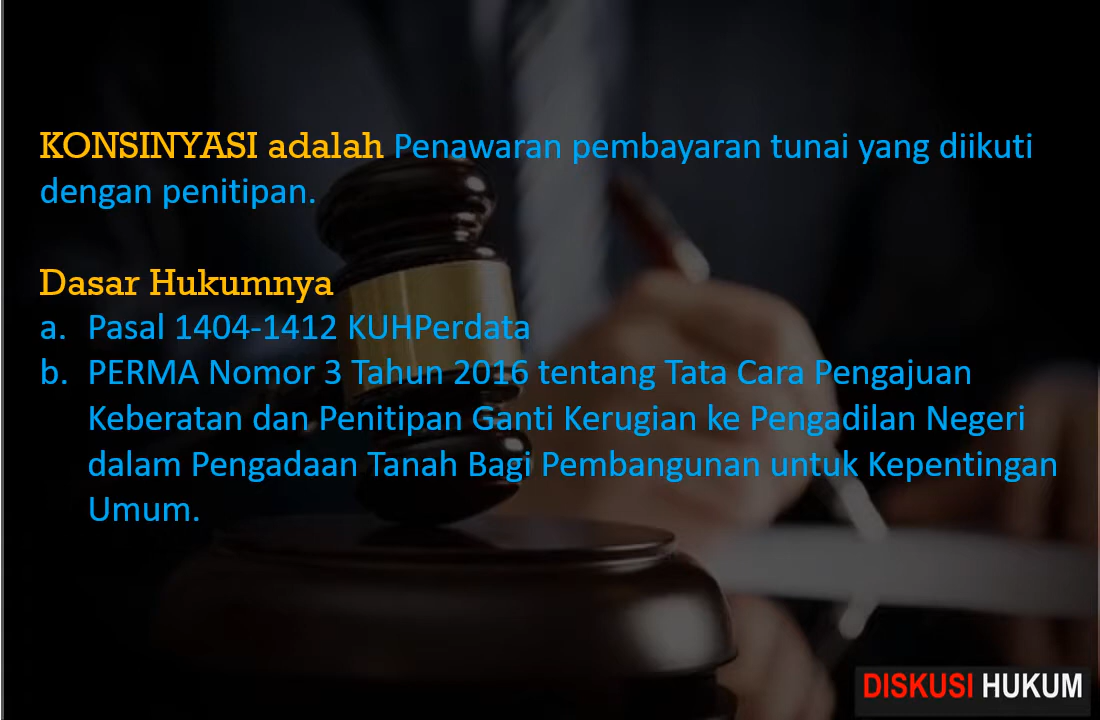 KONSINYASI adalah Penawaran pembayaran tunai yang diikuti
dengan penitipan.
Dasar Hukumnya
a. Pasal 1404-1412 KUHPerdata
b. PERMA Nomor 3 Tahun 2016 tentang Tata Cara Pengajuan
Keberatan dan Penitipan Ganti Kerugian ke Pengadilan Negeri
dalam Pengadaan Tanah Bagi Pembangunan untuk Kepentingan
Umum.
DISKUSI HUKUM